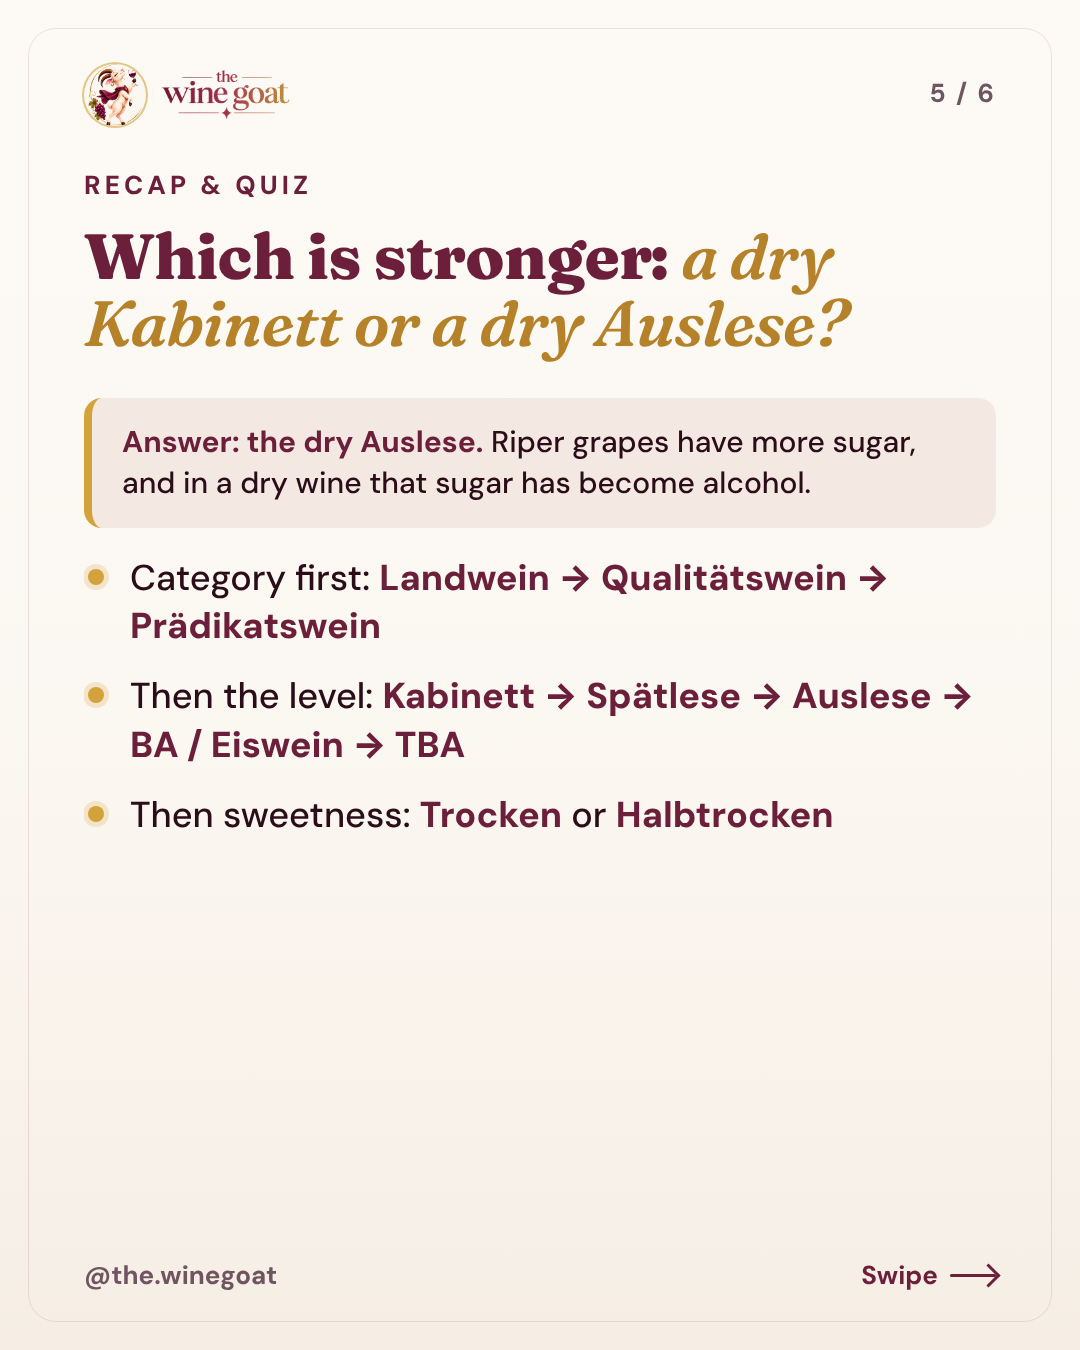 the
wine goat
5 / 6
RECAP & QUIZ
Which is stronger: a dry
Kabinett or a dry Auslese?
Answer: the dry Auslese. Riper grapes have more sugar,
and in a dry wine that sugar has become alcohol.
Category first: Landwein → Qualitätswein →
Prädikatswein
Then the level: Kabinett → Spätlese → Auslese →
BA / Eiswein → TBA
Then sweetness: Trocken or Halbtrocken
@the.winegoat
Swipe →